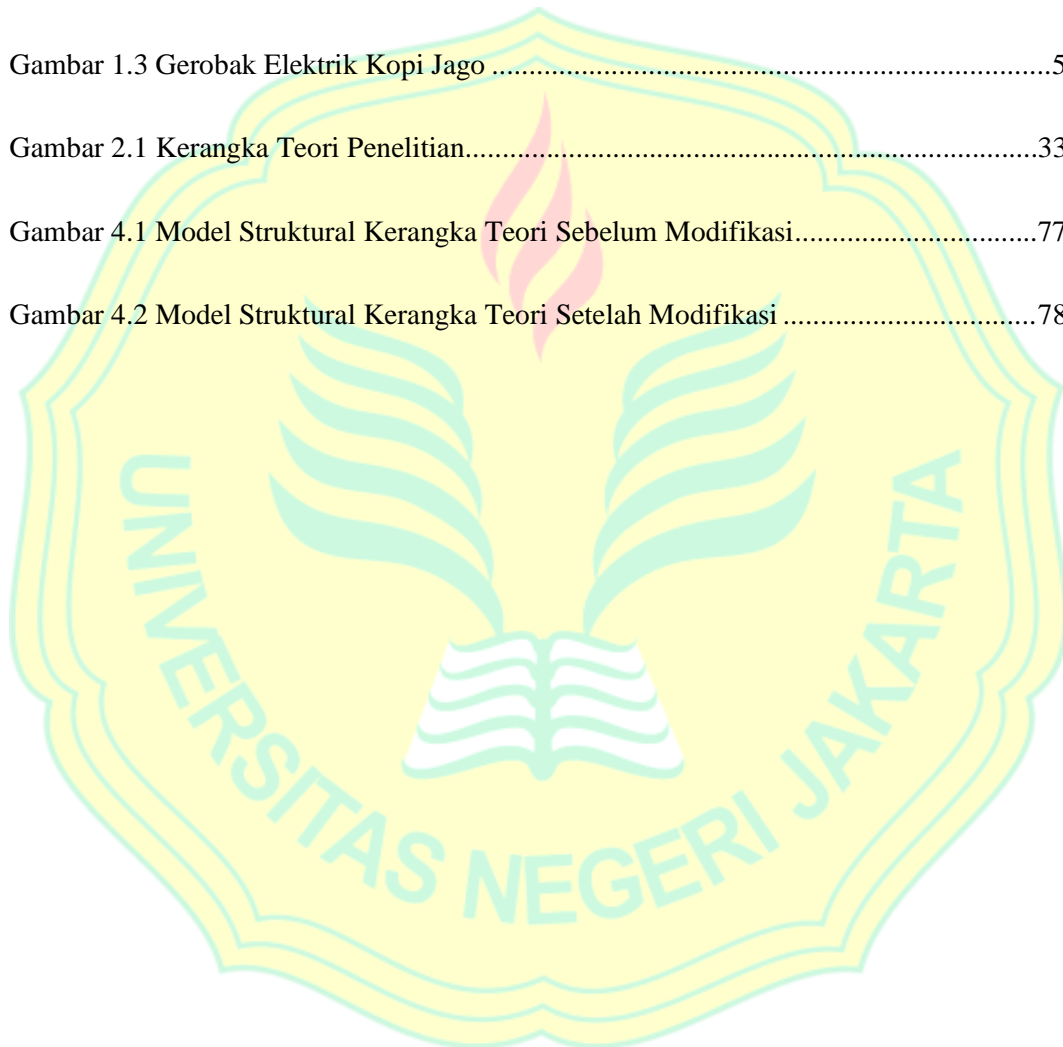 Gambar 1.3 Gerobak Elektrik Kopi Jago ....................................................................................5
Gambar 2.1 Kerangka Teori Penelitian.....................................................................................33
Gambar 4.1 Model Struktural Kerangka Teori Sebelum Modifikasi....................................77
Gambar 4.2 Model Struktural Kerangka Teori Setelah Modifikasi .....................................78
UNIVERSITAS NEGERI JAKARTA